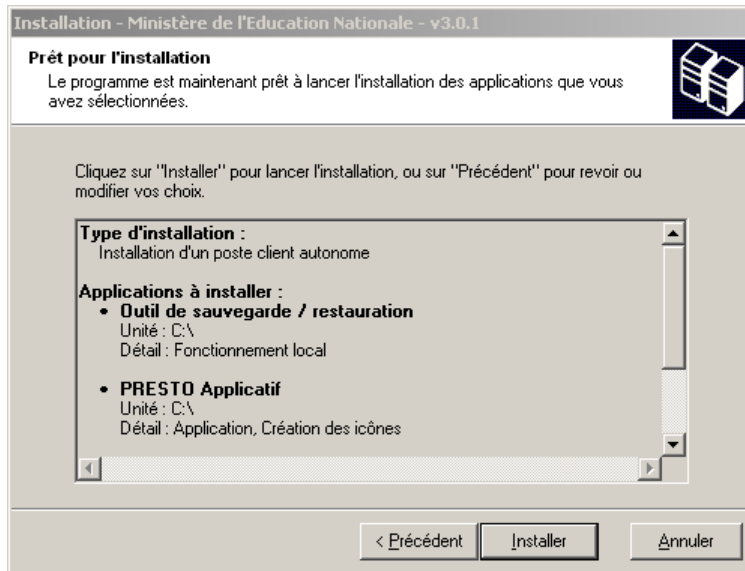 Installation - Ministère de l'Education Nationale - v3.0.1
Prêt pour l'installation
Le programme est maintenant prêt à lancer l'installation des applications que vous
avez sélectionnées.
Cliquez sur "Installer" pour lancer l'installation, ou sur "Précédent" pour revoir ou
modifier vos choix.
Type d'installation :
Installation d'un poste client autonome
Applications à installer :
• Outil de sauvegarde / restauration
Unité : C:\
Détail : Fonctionnement local
• PRESTO Applicatif
Unité : C:\
Détail : Application, Création des icônes
< Précédent
Installer
Annuler